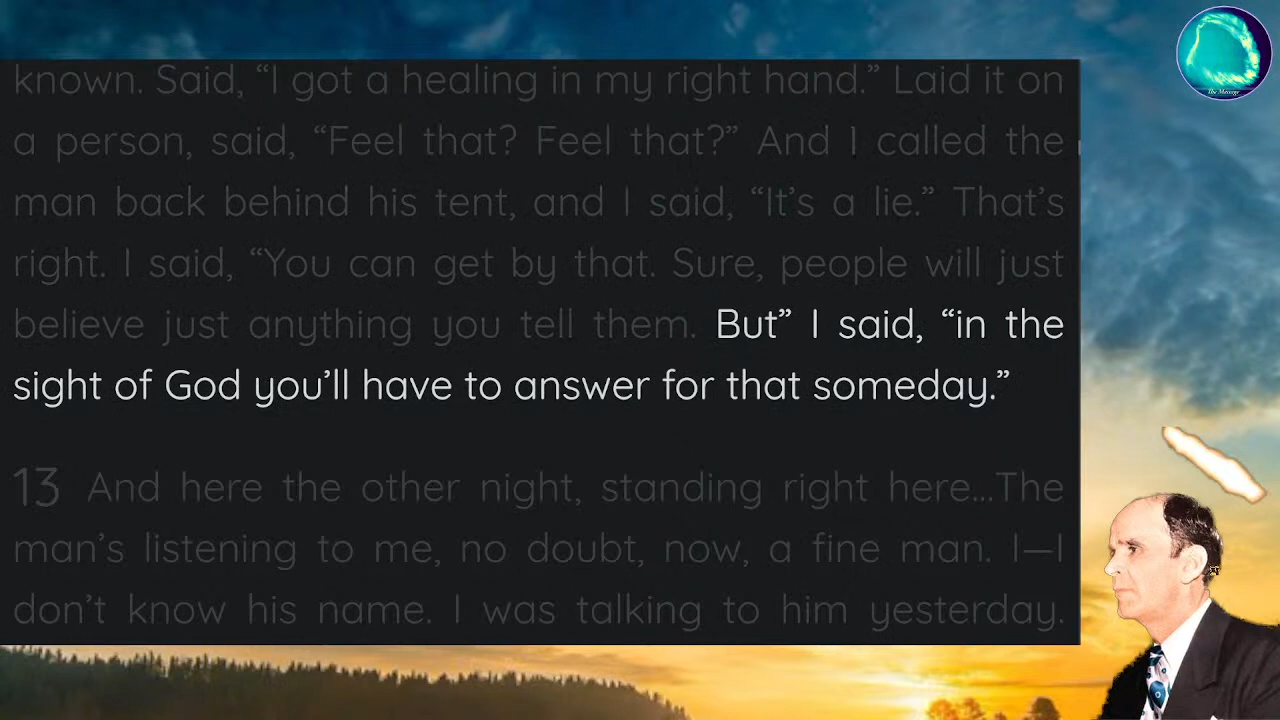 known. Said, “I got a healing in my right hand.” Laid it on
a person, said, “Feel that? Feel that?” And I called the
man back behind his tent, and I said, “It’s a lie.” That’s
right. I said, “You can get by that. Sure, people will just
believe just anything you tell them. But” I said, “in the
sight of God you’ll have to answer for that someday.”
13 And here the other night, standing right here...The
man’s listening to me, no doubt, now, a fine man. I—I
don’t know his name. I was talking to him yesterday.
The Message